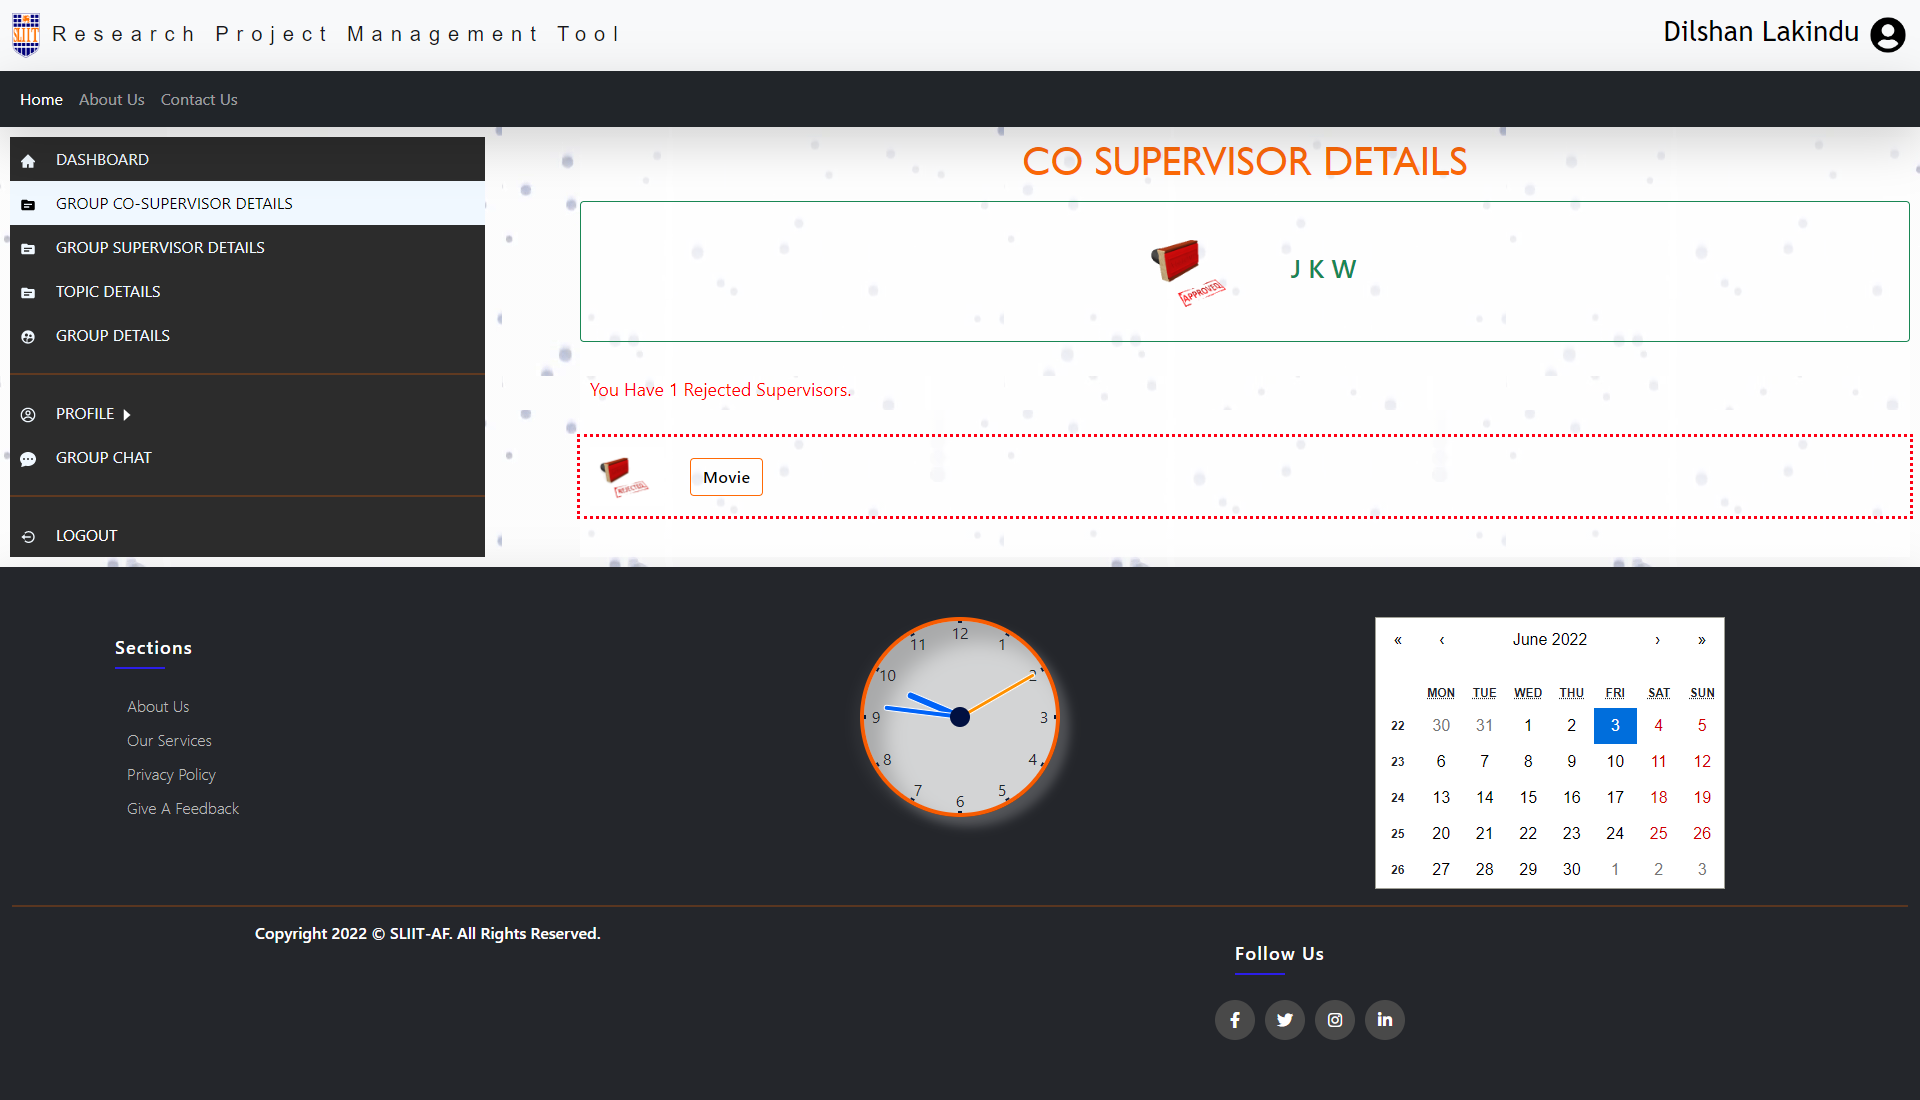 SLIIT
Research Project Management Tool
Dilshan Lakindu
Home About Us Contact Us
DASHBOARD
GROUP CO-SUPERVISOR DETAILS
GROUP SUPERVISOR DETAILS
TOPIC DETAILS
GROUP DETAILS
PROFILE
GROUP CHAT
LOGOUT
CO SUPERVISOR DETAILS
APPROVED
J K W
You Have 1 Rejected Supervisors.
REJECTED
Movie
Sections
About Us
Our Services
Privacy Policy
Give A Feedback
12
11 1
10 2
9 3
8 4
7 5
6
« ‹ June 2022 › »
MON TUE WED THU FRI SAT SUN
22 30 31 1 2 3 4 5
23 6 7 8 9 10 11 12
24 13 14 15 16 17 18 19
25 20 21 22 23 24 25 26
26 27 28 29 30 1 2 3
Copyright 2022 © SLIIT-AF. All Rights Reserved.
Follow Us